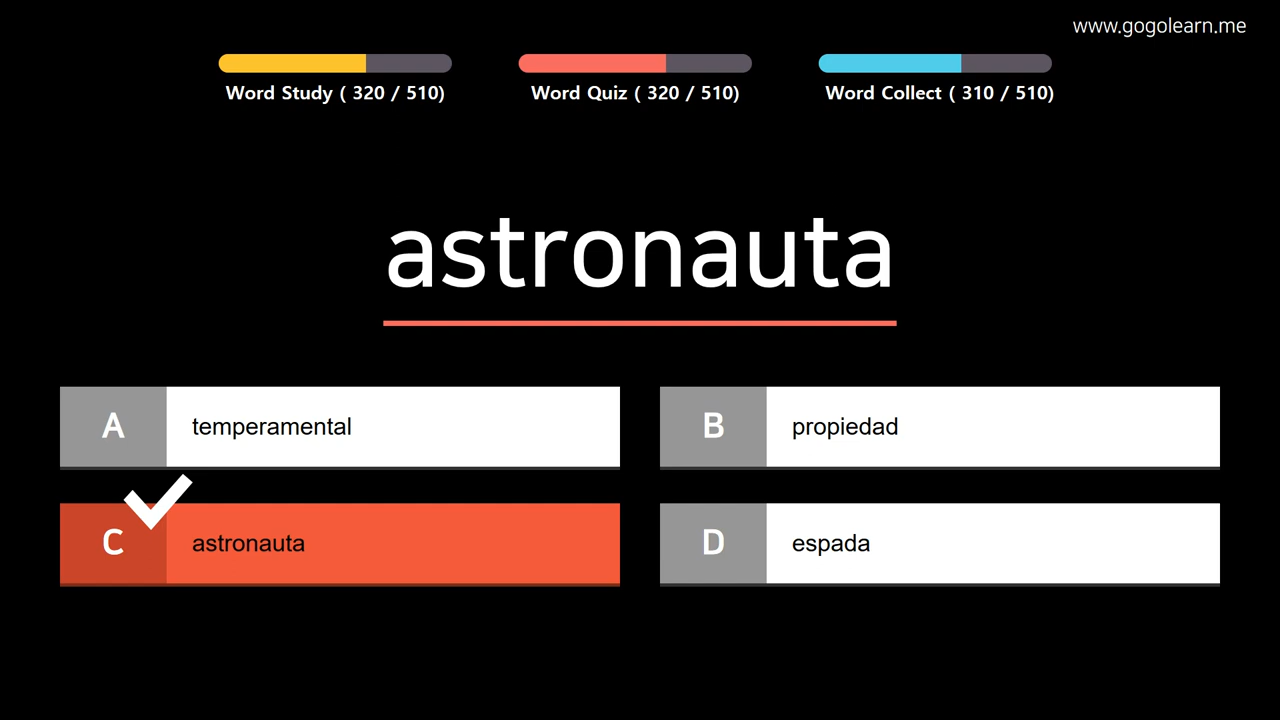 www.gogolearn.me
Word Study ( 320 / 510)
Word Quiz ( 320 / 510)
Word Collect ( 310 / 510)
astronauta
A temperamental
B propiedad
C astronauta
D espada